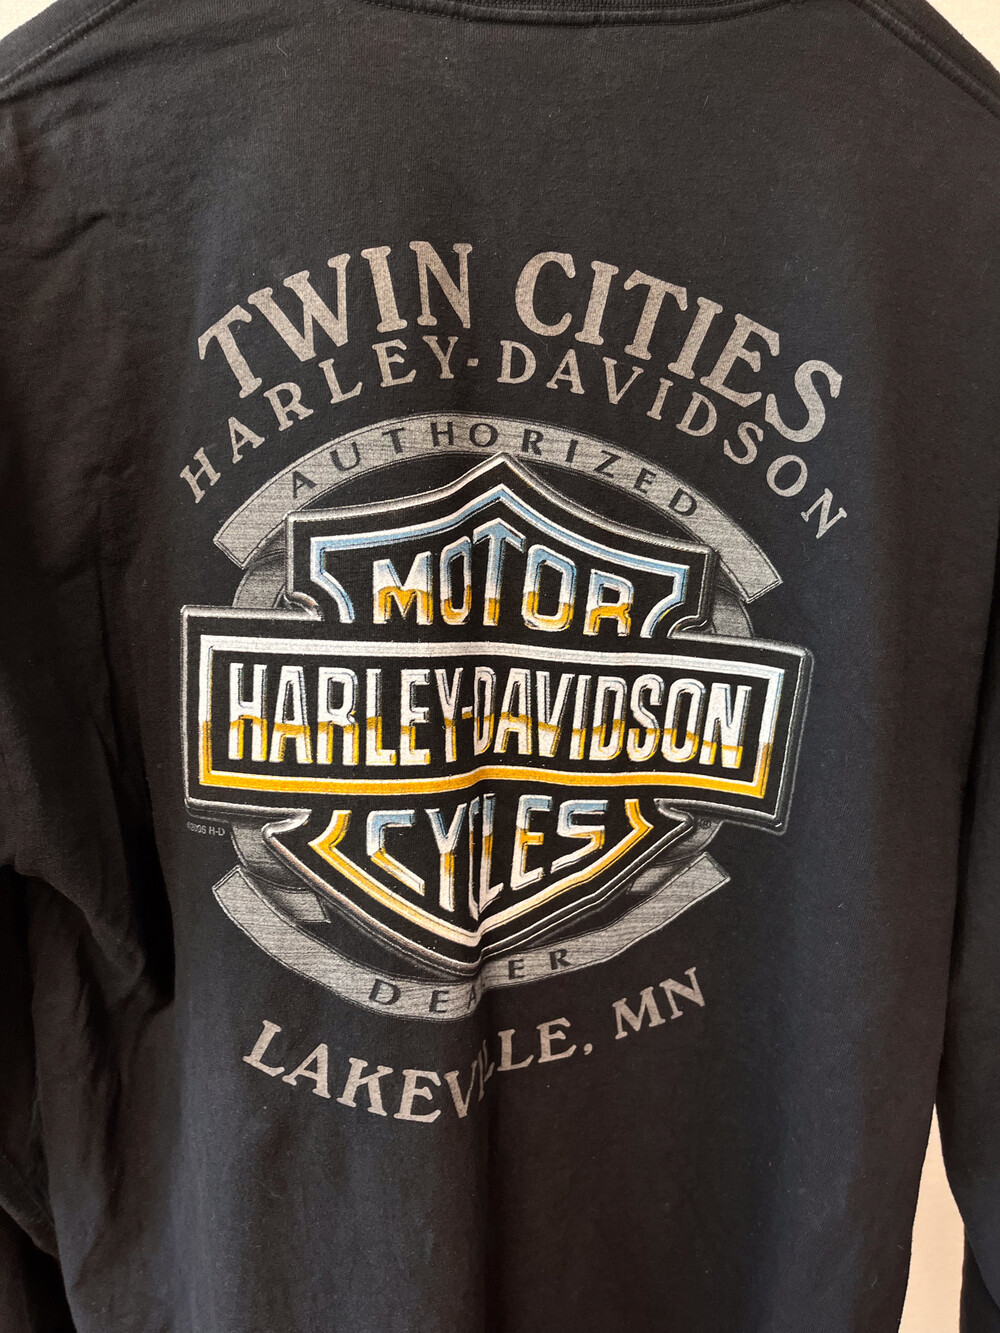 TWIN CITIES
HARLEY-DAVIDSON
AUTHORIZED
MOTOR
HARLEY-DAVIDSON
CYCLES
DEALER
LAKEVILLE, MN